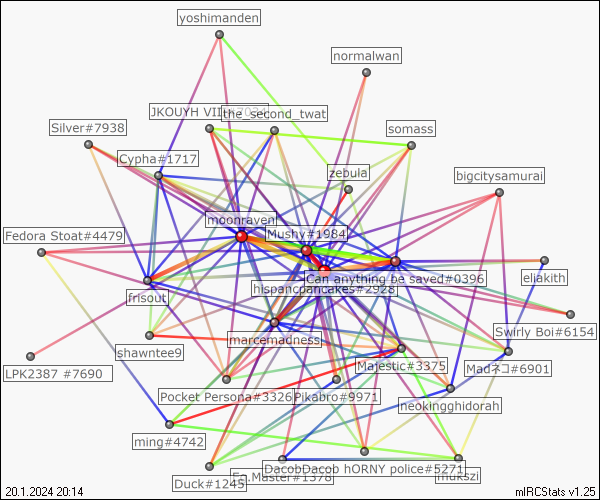 yoshimanden
normalwan
JKOUYH VII
the_second_twat
Silver#7938
somass
Cypha#1717
zebula
bigcitysamurai
moonraven
Mushy#1984
Fedora Stoat#4479
Can anything be saved#0396
eliakith
hispancpancakes#2928
frisout
Swirly Boi#6154
marcemadness
shawntee9
Majestic#3375
Madネコ#6901
LPK2387 #7690
Pocket Persona#3326
Pikabro#9971
neokingghidorah
ming#4742
DacobDacob hORNY police#5271
mukszi
Duck#1245
Master#1378
20.1.2024 20:14
mIRCStats v1.25